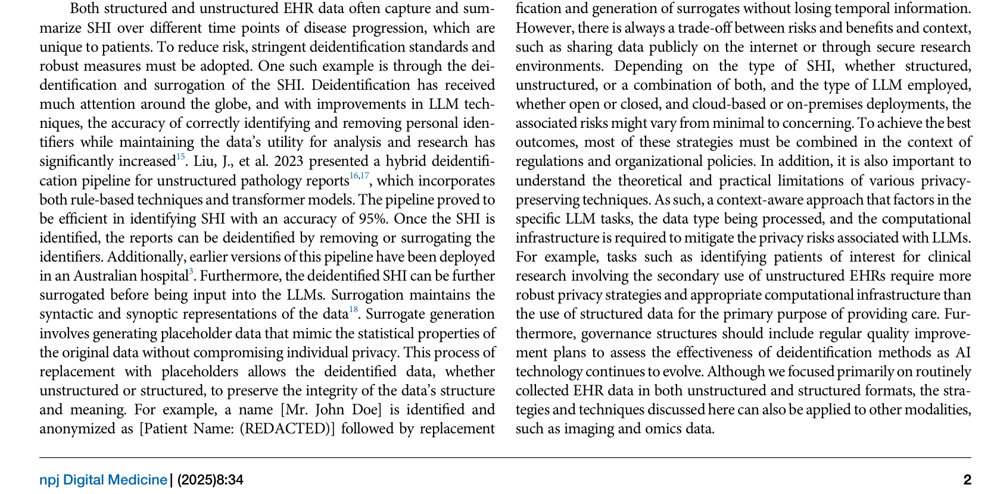 Both structured and unstructured EHR data often capture and sum-
marize SHI over different time points of disease progression, which are
unique to patients. To reduce risk, stringent deidentification standards and
robust measures must be adopted. One such example is through the dei-
dentification and surrogation of the SHI. Deidentification has received
much attention around the globe, and with improvements in LLM tech-
niques, the accuracy of correctly identifying and removing personal iden-
tifiers while maintaining the data’s utility for analysis and research has
significantly increased15. Liu, J., et al. 2023 presented a hybrid deidentifi-
cation pipeline for unstructured pathology reports16,17, which incorporates
both rule-based techniques and transformer models. The pipeline proved to
be efficient in identifying SHI with an accuracy of 95%. Once the SHI is
identified, the reports can be deidentified by removing or surrogating the
identifiers. Additionally, earlier versions of this pipeline have been deployed
in an Australian hospital3. Furthermore, the deidentified SHI can be further
surrogated before being input into the LLMs. Surrogation maintains the
syntactic and synoptic representations of the data18. Surrogate generation
involves generating placeholder data that mimic the statistical properties of
the original data without compromising individual privacy. This process of
replacement with placeholders allows the deidentified data, whether
unstructured or structured, to preserve the integrity of the data’s structure
and meaning. For example, a name [Mr. John Doe] is identified and
anonymized as [Patient Name: (REDACTED)] followed by replacement
fication and generation of surrogates without losing temporal information.
However, there is always a trade-off between risks and benefits and context,
such as sharing data publicly on the internet or through secure research
environments. Depending on the type of SHI, whether structured,
unstructured, or a combination of both, and the type of LLM employed,
whether open or closed, and cloud-based or on-premises deployments, the
associated risks might vary from minimal to concerning. To achieve the best
outcomes, most of these strategies must be combined in the context of
regulations and organizational policies. In addition, it is also important to
understand the theoretical and practical limitations of various privacy-
preserving techniques. As such, a context-aware approach that factors in the
specific LLM tasks, the data type being processed, and the computational
infrastructure is required to mitigate the privacy risks associated with LLMs.
For example, tasks such as identifying patients of interest for clinical
research involving the secondary use of unstructured EHRs require more
robust privacy strategies and appropriate computational infrastructure than
the use of structured data for the primary purpose of providing care. Fur-
thermore, governance structures should include regular quality improve-
ment plans to assess the effectiveness of deidentification methods as AI
technology continues to evolve. Although we focused primarily on routinely
collected EHR data in both unstructured and structured formats, the stra-
tegies and techniques discussed here can also be applied to other modalities,
such as imaging and omics data.
npj Digital Medicine | (2025)8:34 2